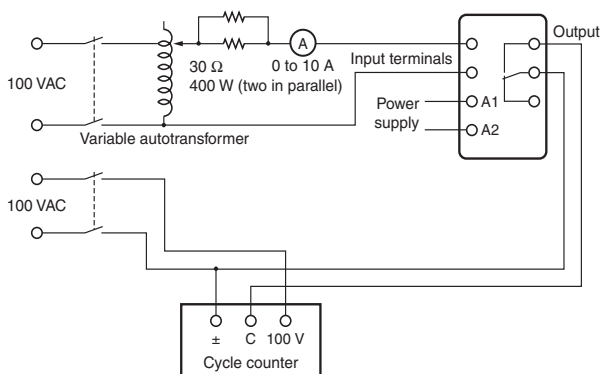 Output
A
100 VAC
30 Ω
0 to 10 A
Input terminals
400 W (two in parallel)
Power
supply
A1
A2
Variable autotransformer
100 VAC
± C 100 V
Cycle counter